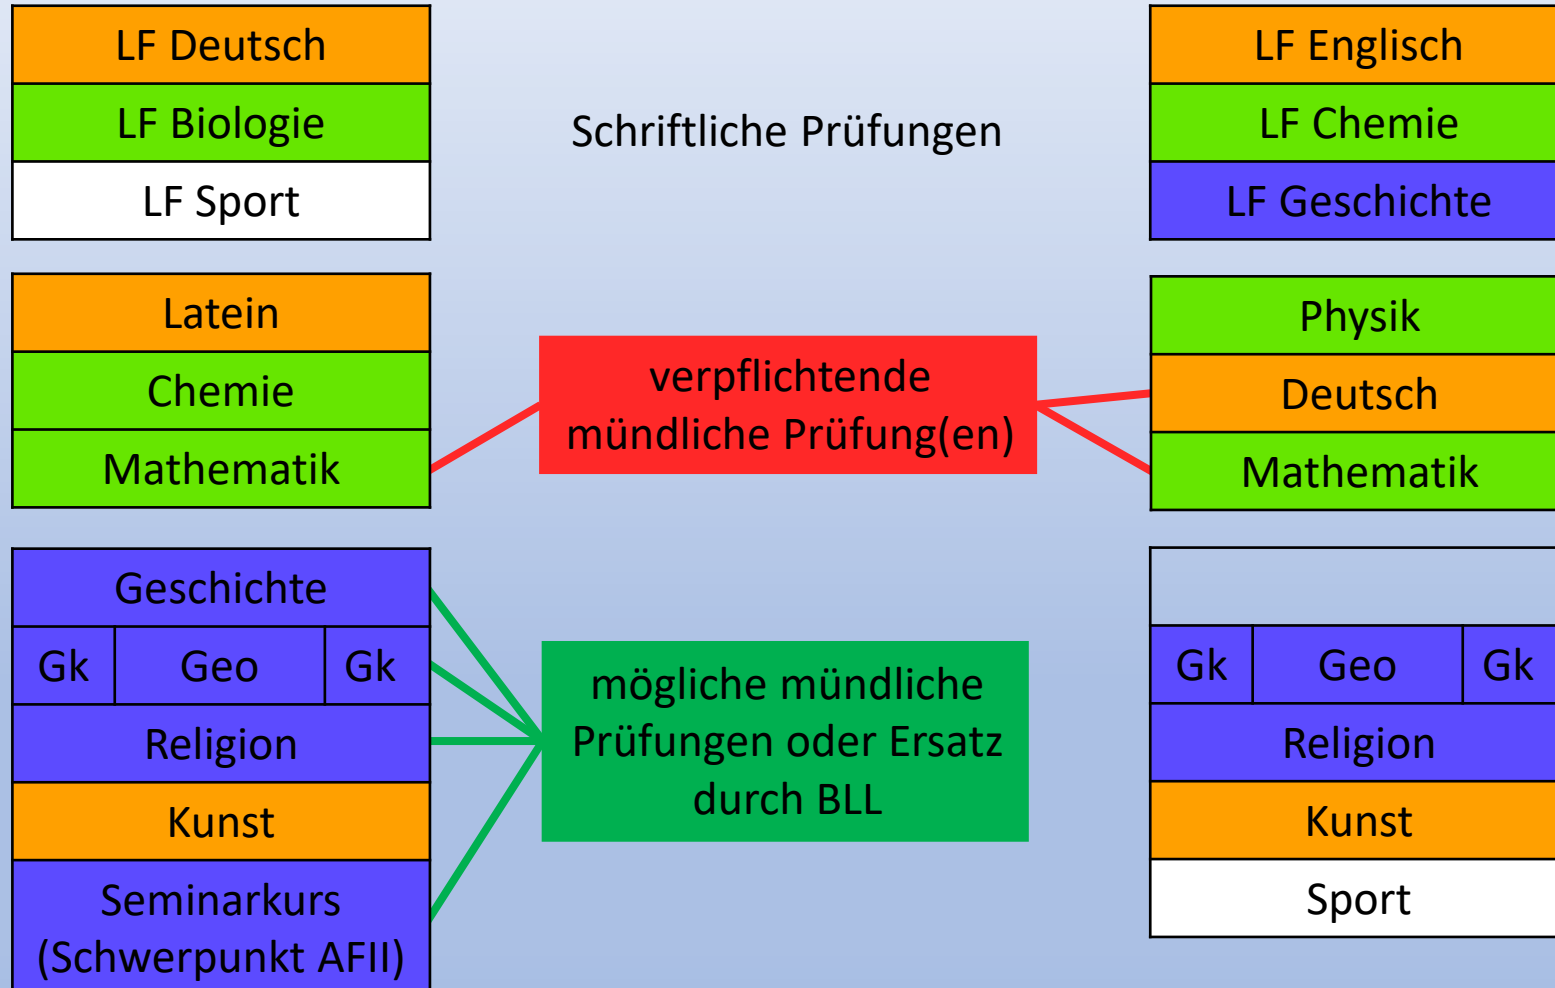 LF Deutsch
LF Biologie
LF Sport
Schriftliche Prüfungen
LF Englisch
LF Chemie
LF Geschichte
Latein
Chemie
Mathematik
verpflichtende
mündliche Prüfung(en)
Physik
Deutsch
Mathematik
Geschichte
Gk Geo Gk
Religion
Kunst
Seminarkurs
(Schwerpunkt AFII)
mögliche mündliche
Prüfungen oder Ersatz
durch BLL
Gk Geo Gk
Religion
Kunst
Sport